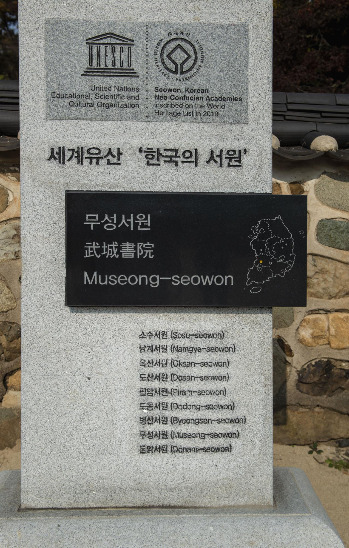 UNESCO
United Nations
Educational, Scientific and
Cultural Organization
Seowon, Korean
Neo-Confucian Academies
inscribed on the World
Heritage List in 2019
세계유산 '한국의 서원'
무성서원
武城書院
Museong-seowon
소수서원 (Sosu-seowon)
남계서원 (Namgye-seowon)
옥산서원 (Oksan-seowon)
도산서원 (Dosan-seowon)
필암서원 (Piram-seowon)
도동서원 (Dodong-seowon)
병산서원 (Byeongsan-seowon)
무성서원 (Museong-seowon)
돈암서원 (Donam-seowon)